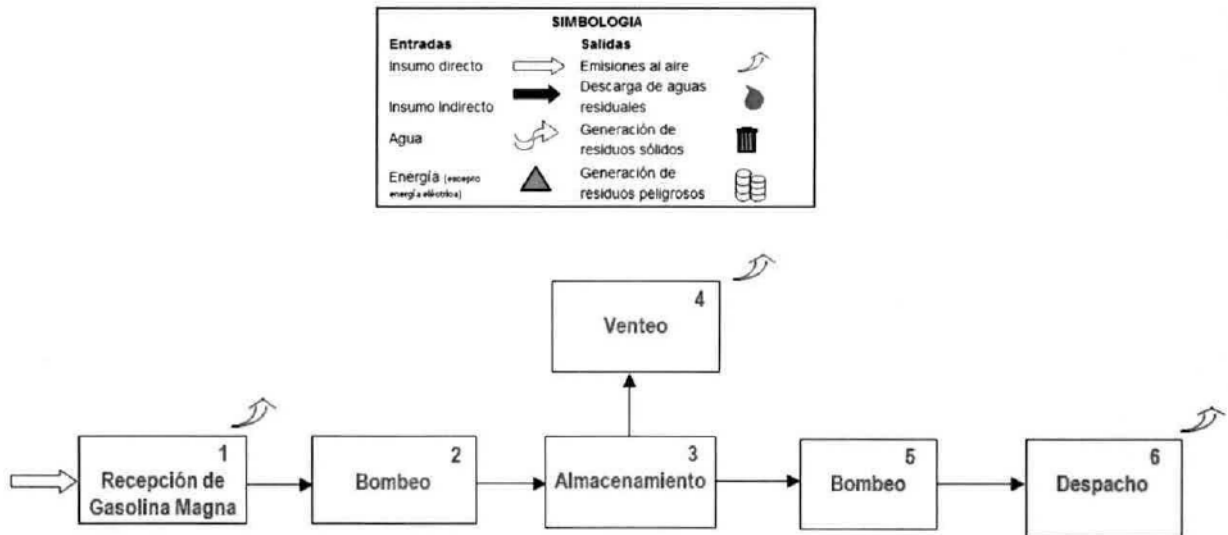 SIMBOLOGIA
Entradas
Salidas
Insumo directo
Emisiones al aire
Insumo Indirecto
Descarga de aguas
residuales
Agua
Generación de
residuos sólidos
Energía (excepto
energía eléctrica)
Generación de
residuos peligrosos
4
Venteo
1
Recepción de
Gasolina Magna
2
Bombeo
3
Almacenamiento
5
Bombeo
6
Despacho